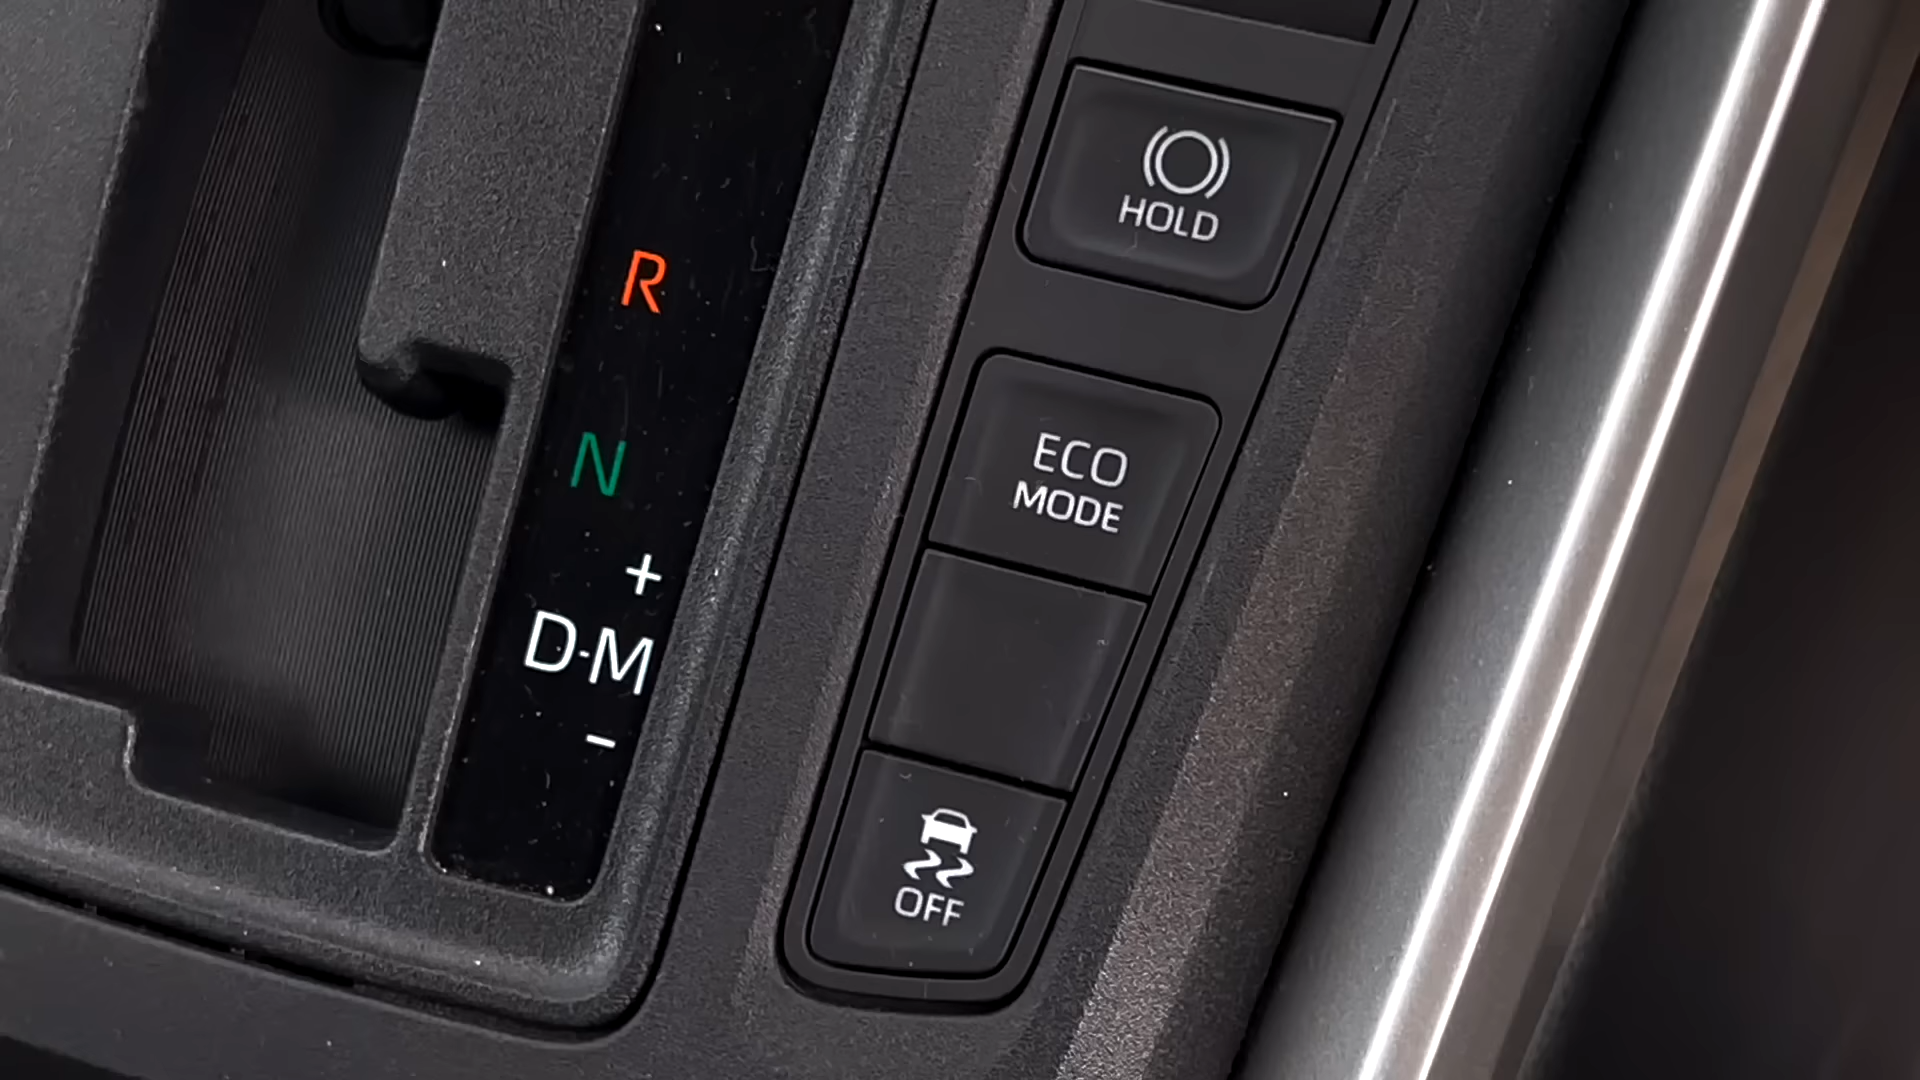 R
N
+
D-M
-
HOLD
ECO
MODE
OFF